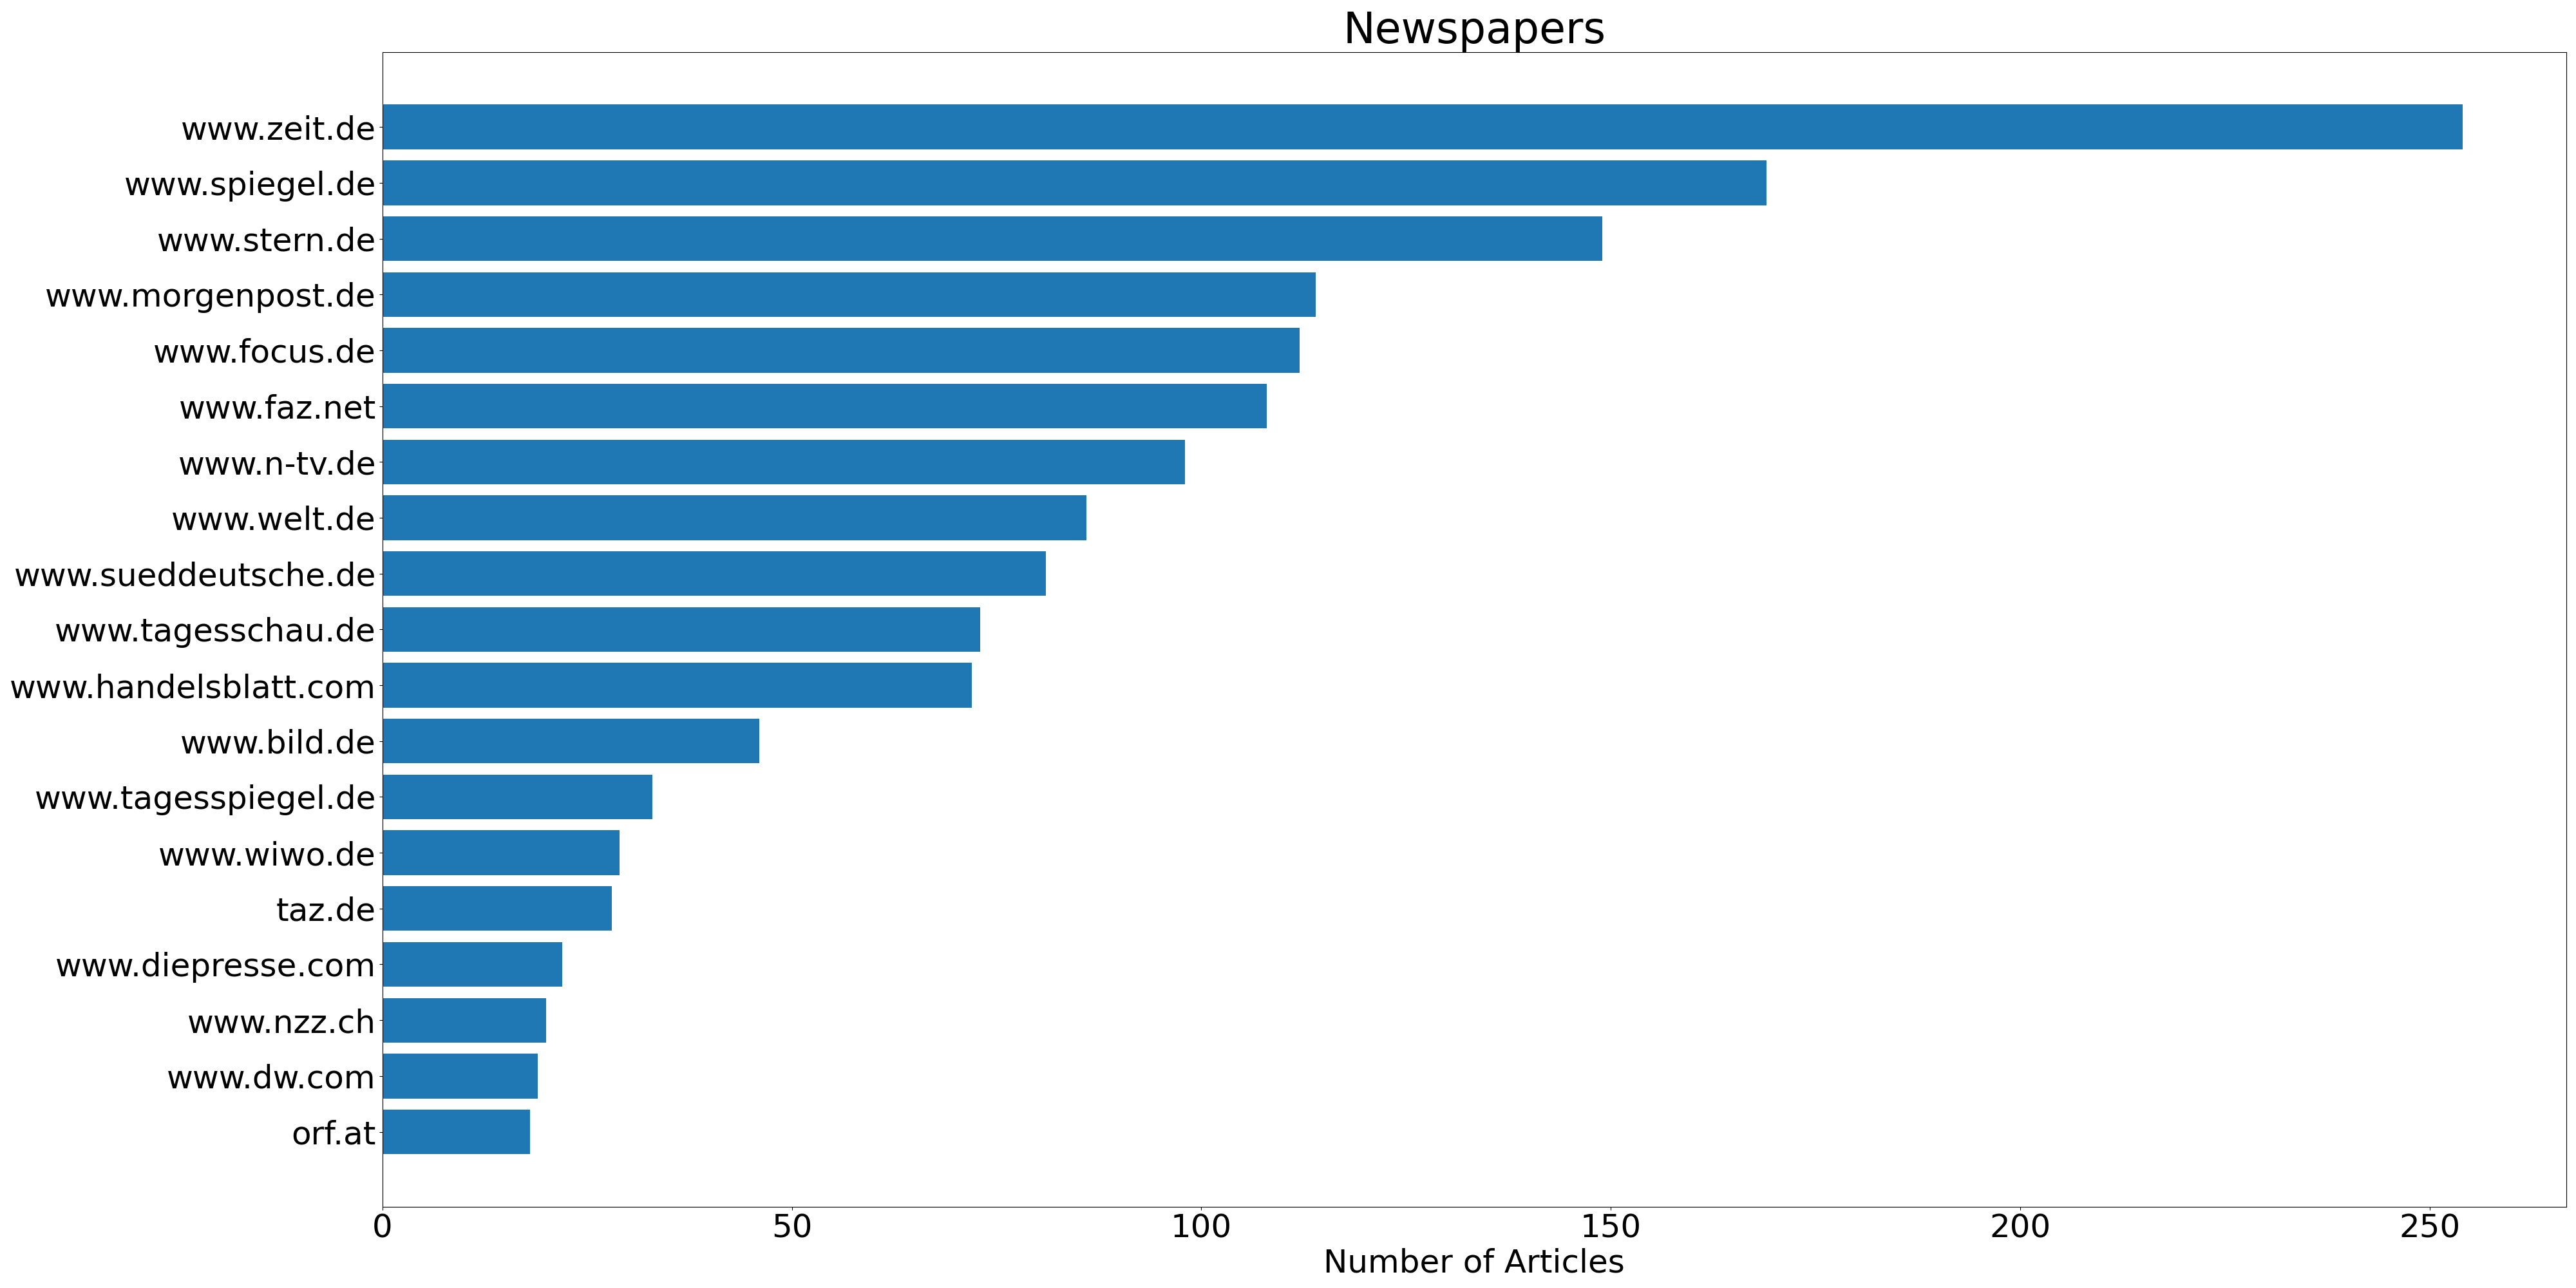 Newspapers
www.zeit.de
www.spiegel.de
www.stern.de
www.morgenpost.de
www.focus.de
www.faz.net
www.n-tv.de
www.welt.de
www.sueddeutsche.de
www.tagesschau.de
www.handelsblatt.com
www.bild.de
www.tagesspiegel.de
www.wiwo.de
taz.de
www.diepresse.com
www.nzz.ch
www.dw.com
orf.at
0 50 100 150 200 250
Number of Articles